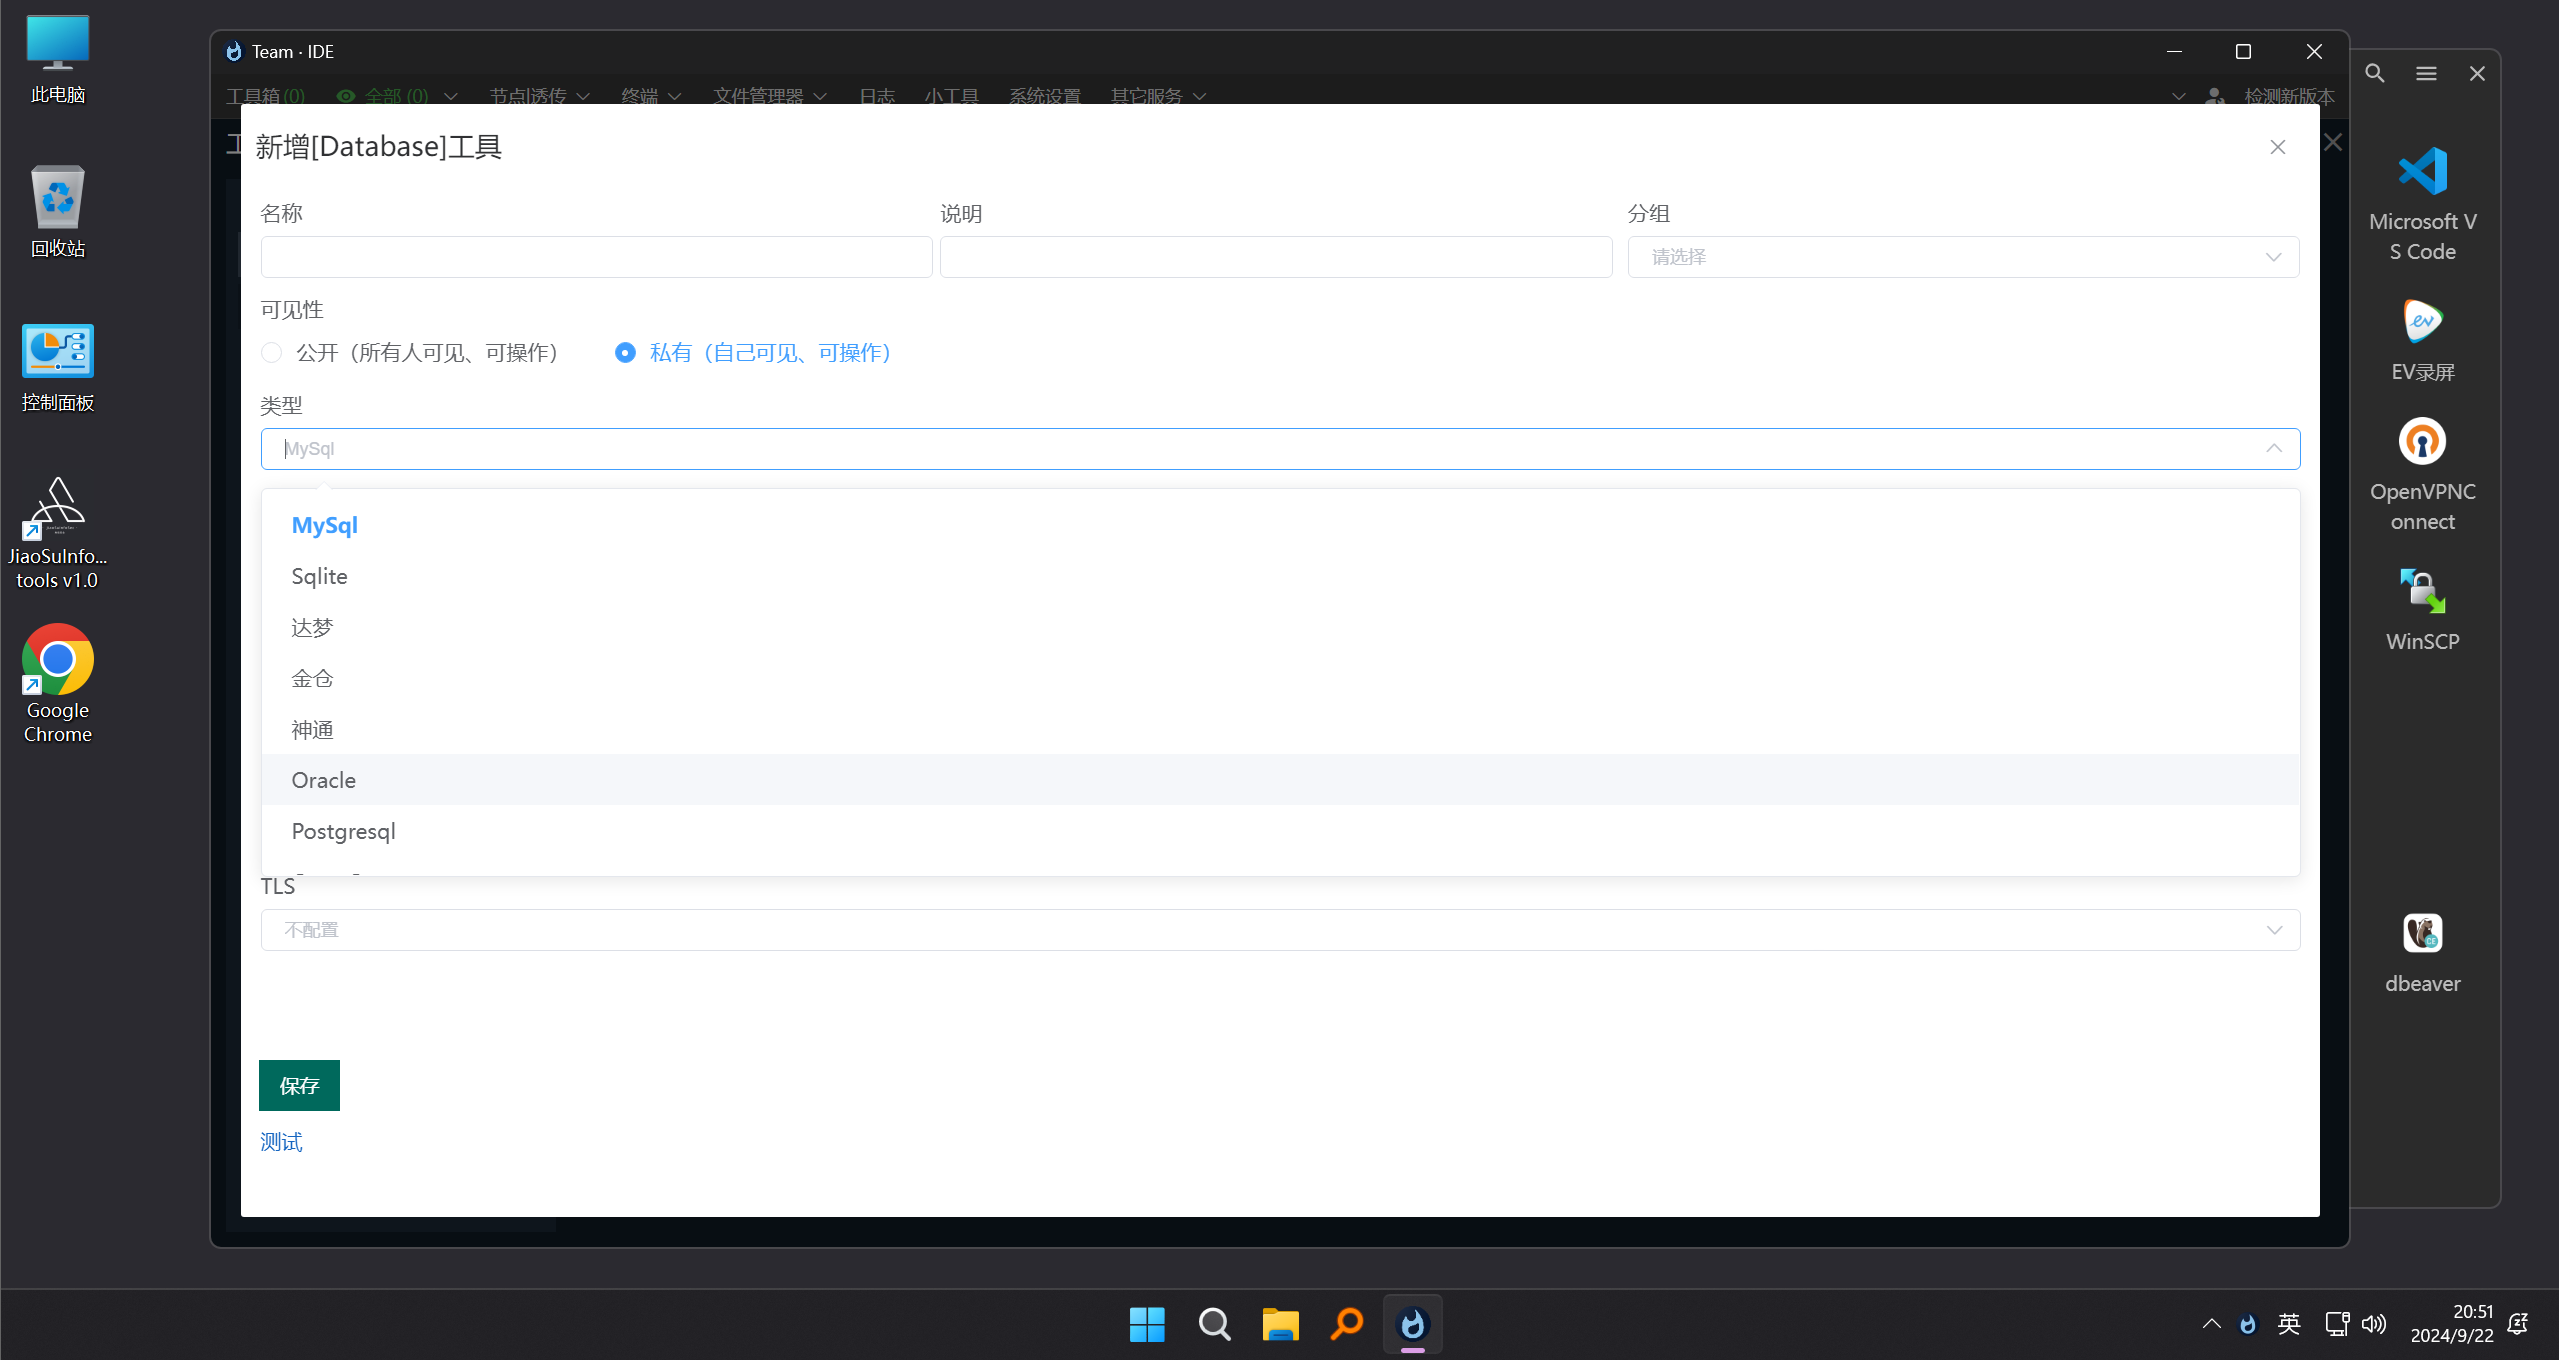 此电脑
回收站
控制面板
JiaoSuInfo...
tools v1.0
Google
Chrome
Team · IDE
工具箱(0)
全部 (0)
节点|透传
终端
文件管理器
日志
小工具
系统设置
其它服务
检测新版本
新增[Database]工具
名称
说明
分组
请选择
可见性
公开（所有人可见、可操作）
私有（自己可见、可操作）
类型
MySql
MySql
Sqlite
达梦
金仓
神通
Oracle
Postgresql
TLS
不配置
保存
测试
Microsoft V
S Code
EV录屏
OpenVPNC
onnect
WinSCP
dbeaver
英
20:51
2024/9/22